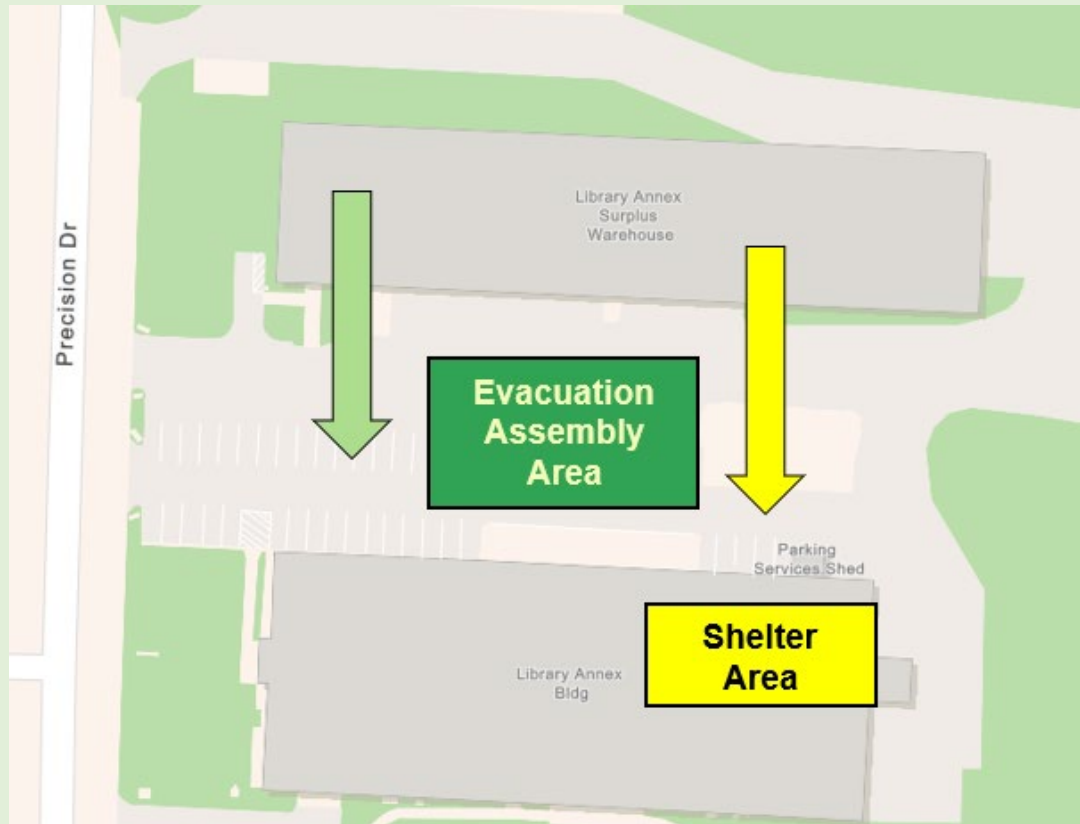 Library Annex
Surplus
Warehouse
Precision Dr
Evacuation
Assembly
Area
Parking
Services Shed
Shelter
Area
Library Annex
Bldg